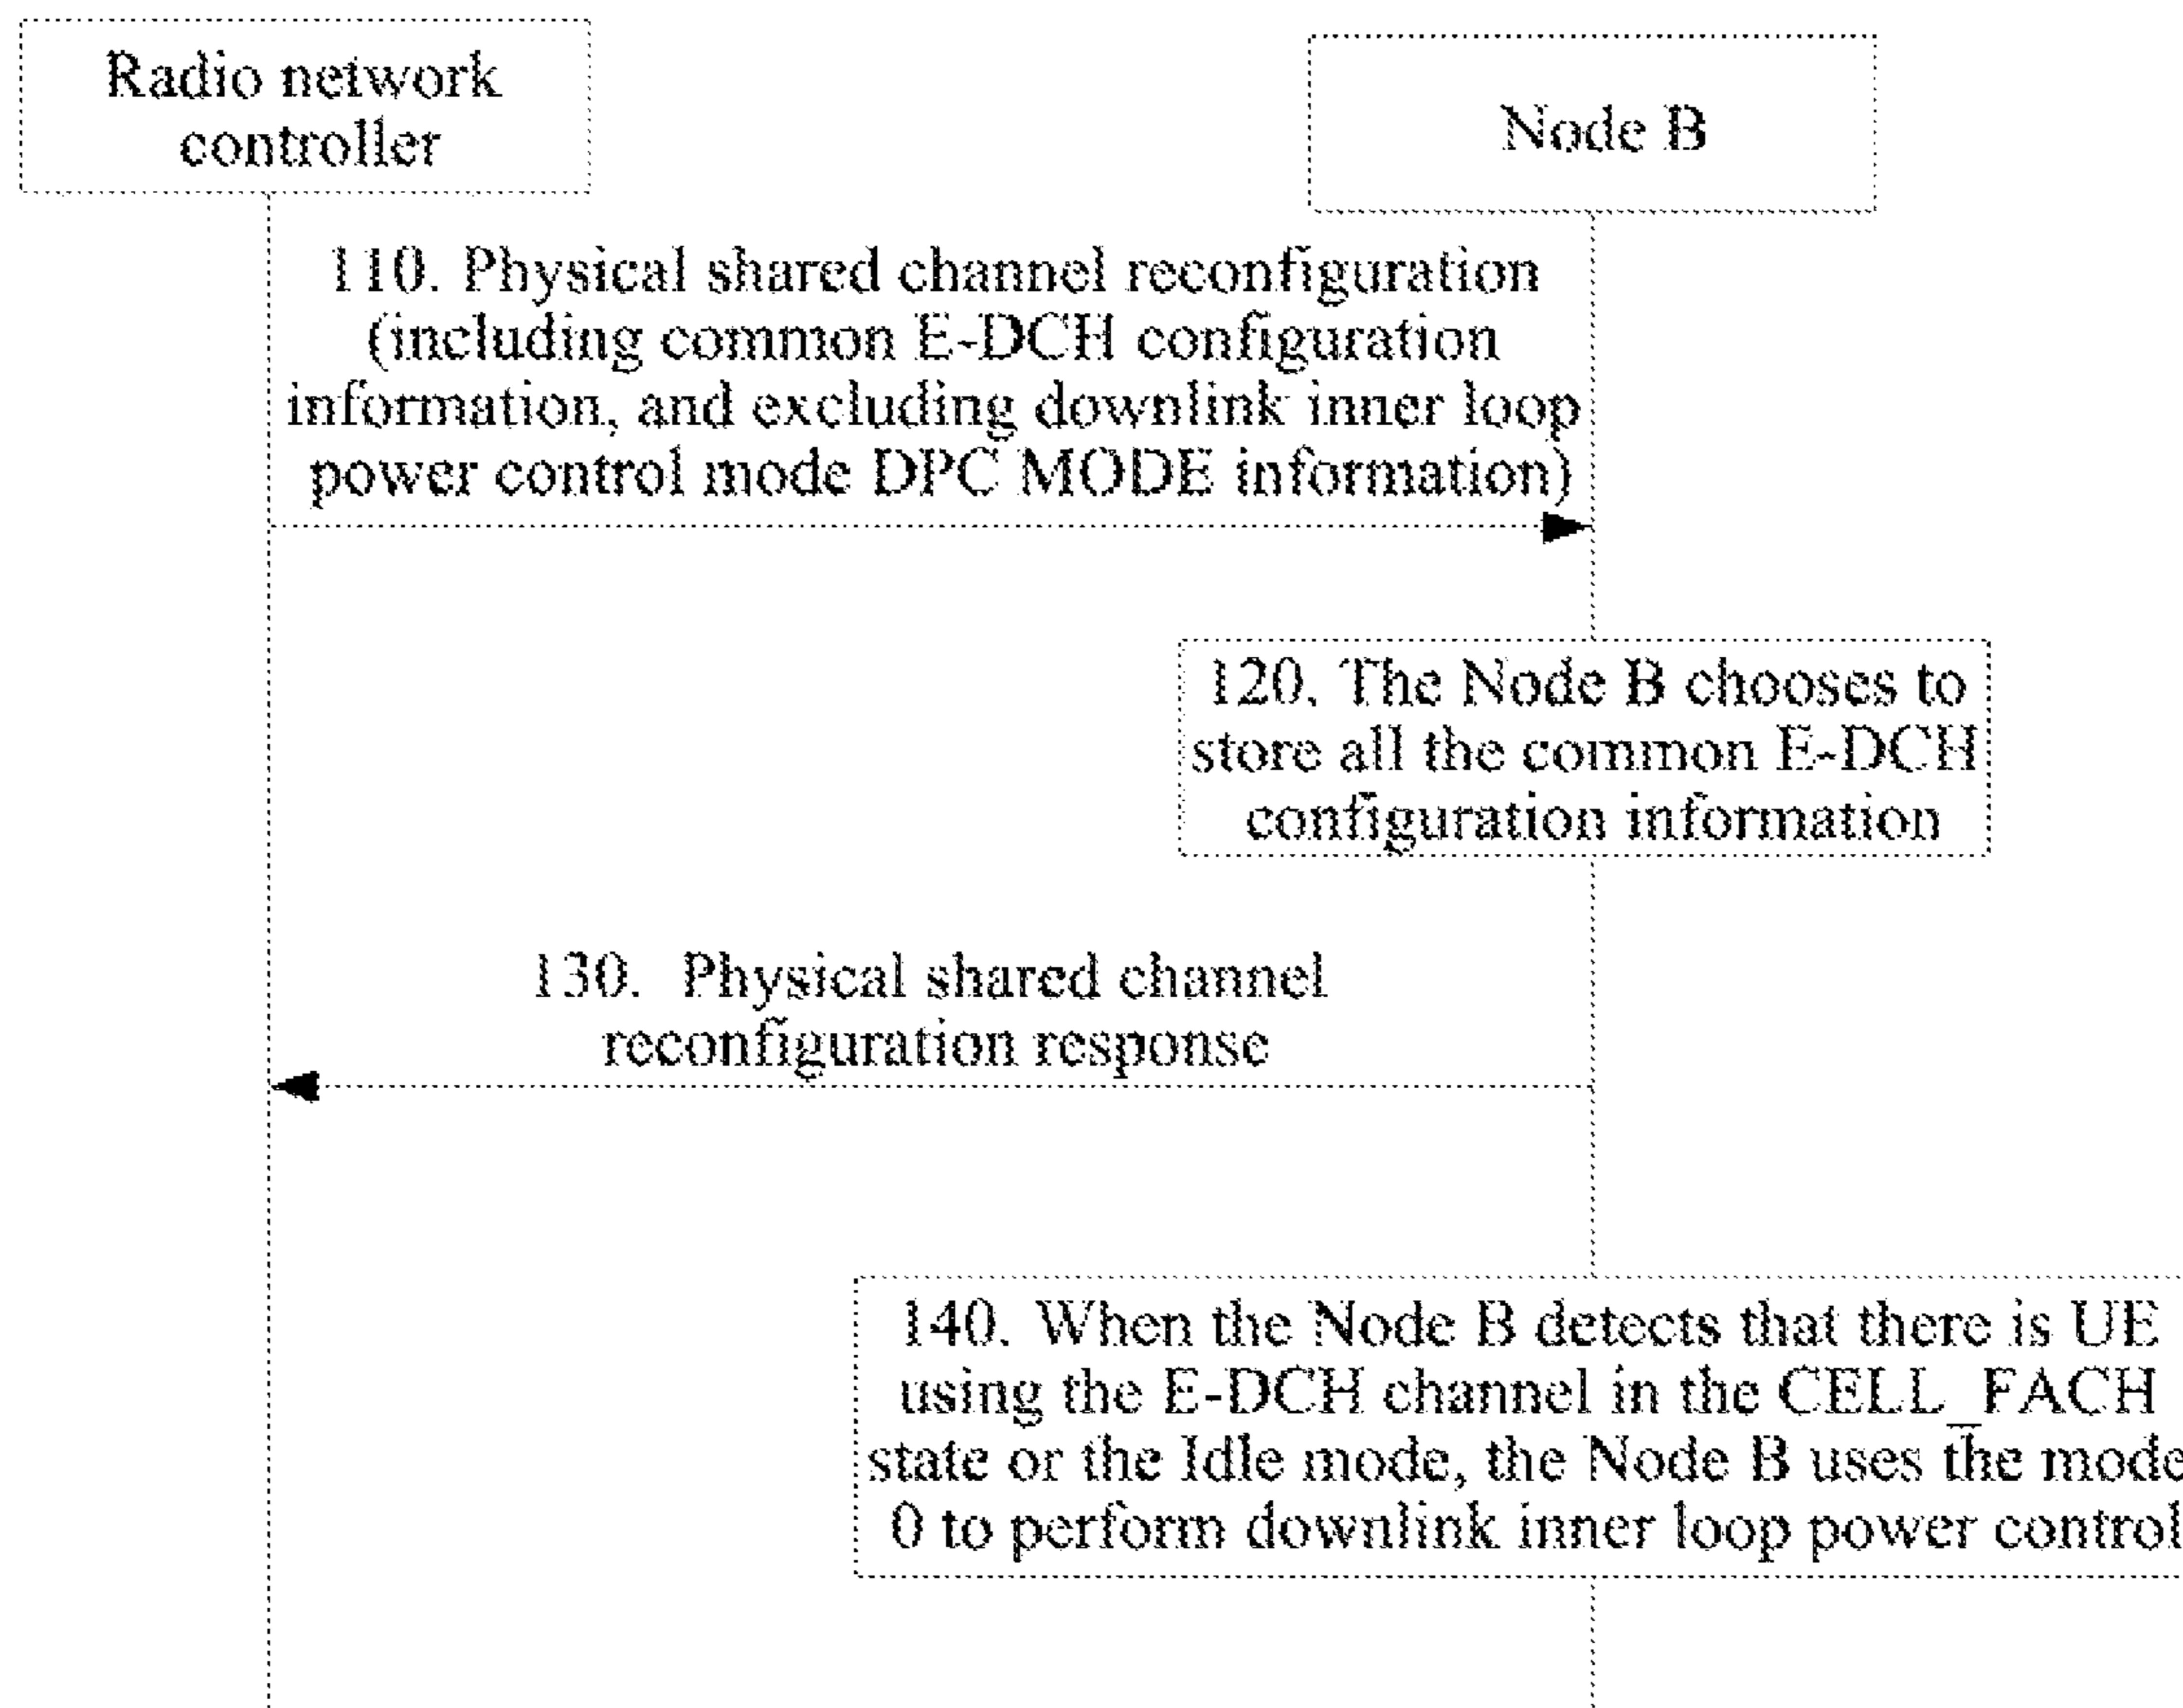 Radio network
controller
Node B
110. Physical shared channel reconfiguration
(including common E-DCH configuration
information, and excluding downlink inner loop
power control mode DPC MODE information)
120. The Node B chooses to
store all the common E-DCH
configuration information
130. Physical shared channel
reconfiguration response
140. When the Node B detects that there is UE
using the E-DCH channel in the CELL_FACH
state or the Idle mode, the Node B uses the mode
0 to perform downlink inner loop power control